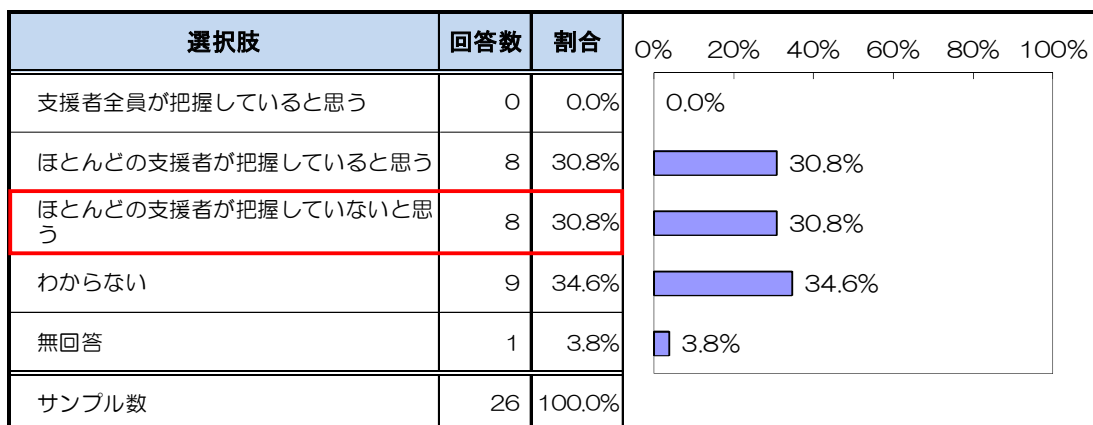 選択肢 回答数 割合 0% 20% 40% 60% 80% 100%
支援者全員が把握していると思う 0 0.0% 0.0%
ほとんどの支援者が把握していると思う 8 30.8% 30.8%
ほとんどの支援者が把握していないと思
う 8 30.8% 30.8%
わからない 9 34.6% 34.6%
無回答 1 3.8% 3.8%
サンプル数 26 100.0%